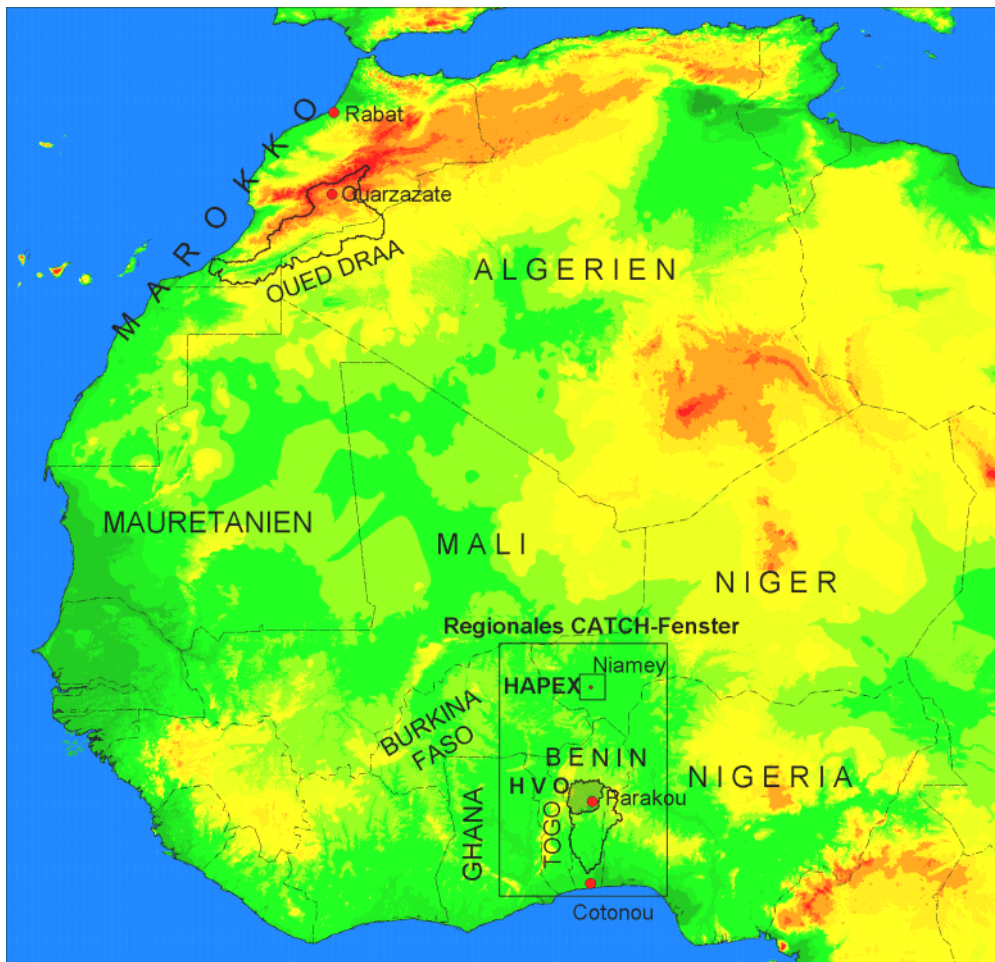 Rabat
MAROKKO
Ouarzazate
OUED DRAA
ALGERIEN
MAURETANIEN
MALI
NIGER
Regionales CATCH-Fenster
Niamey
HAPEX
BURKINA
FASO
BENIN
NIGERIA
HVO
Parakou
GHANA
TOGO
Cotonou